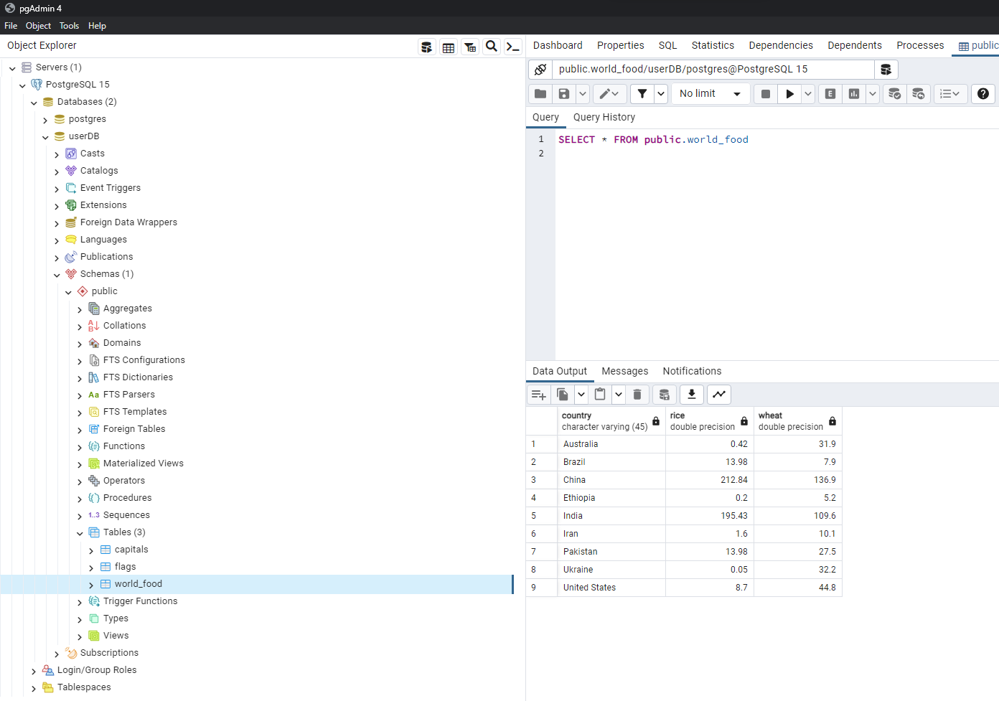 pgAdmin 4
File Object Tools Help
Object Explorer
Servers (1)
PostgreSQL 15
Databases (2)
postgres
userDB
Casts
Catalogs
Event Triggers
Extensions
Foreign Data Wrappers
Languages
Publications
Schemas (1)
public
Aggregates
Collations
Domains
FTS Configurations
FTS Dictionaries
Aa FTS Parsers
FTS Templates
Foreign Tables
Functions
Materialized Views
Operators
Procedures
1..3 Sequences
Tables (3)
capitals
flags
world_food
Trigger Functions
Types
Views
Subscriptions
Login/Group Roles
Tablespaces
Dashboard Properties SQL Statistics Dependencies Dependents Processes public
public.world_food/userDB/postgres@PostgreSQL 15
No limit E
Query Query History
1 SELECT * FROM public.world_food
2
Data Output Messages Notifications
country rice wheat
character varying (45) double precision double precision
1 Australia 0.42 31.9
2 Brazil 13.98 7.9
3 China 212.84 136.9
4 Ethiopia 0.2 5.2
5 India 195.43 109.6
6 Iran 1.6 10.1
7 Pakistan 13.98 27.5
8 Ukraine 0.05 32.2
9 United States 8.7 44.8